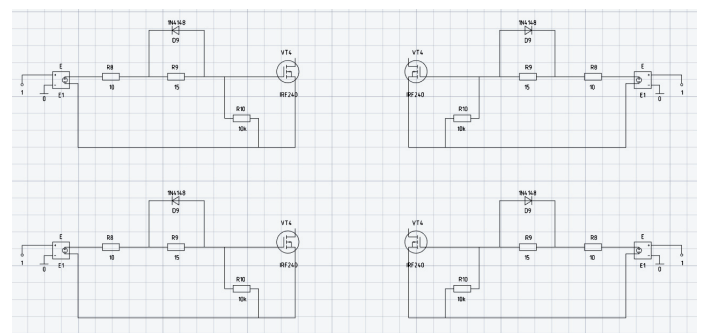 1N4148 1N4148
D9 D9
VT4 VT4
E R8 R9 R9 R8 E
10 15 IRF240 IRF240 15 10
1 0 E1 E1 0 1
R10 R10
10k 10k
1N4148 1N4148
D9 D9
VT4 VT4
E R8 R9 R9 R8 E
10 15 IRF240 IRF240 15 10
1 0 E1 E1 0 1
R10 R10
10k 10k